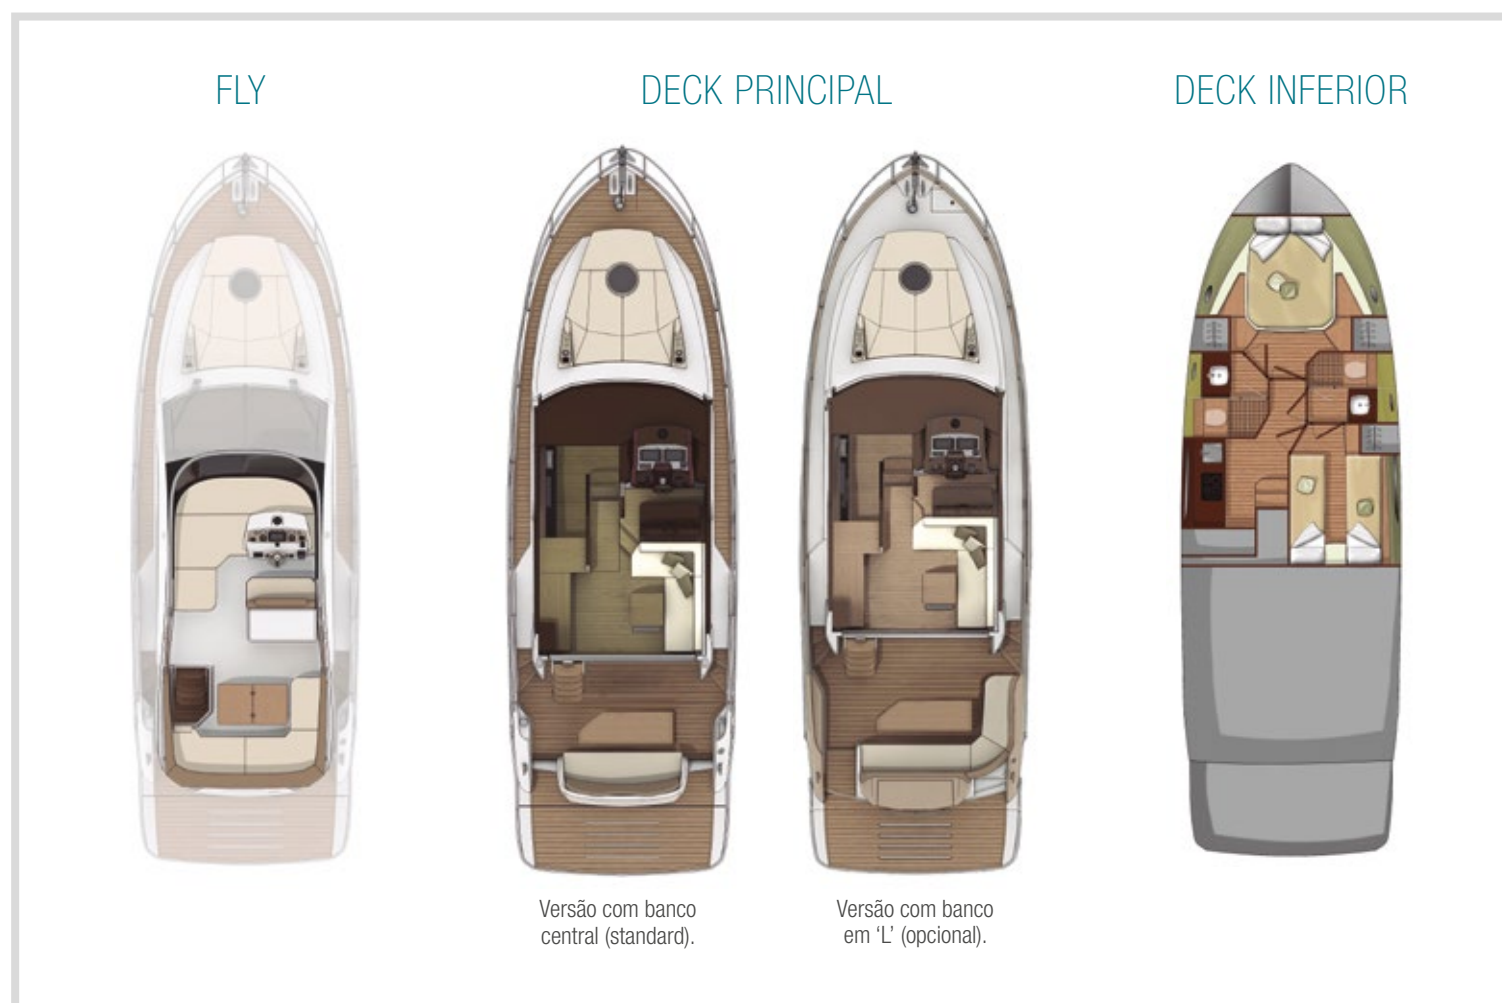 FLY
DECK PRINCIPAL
DECK INFERIOR
Versão com banco
central (standard).
Versão com banco
em ‘L’ (opcional).